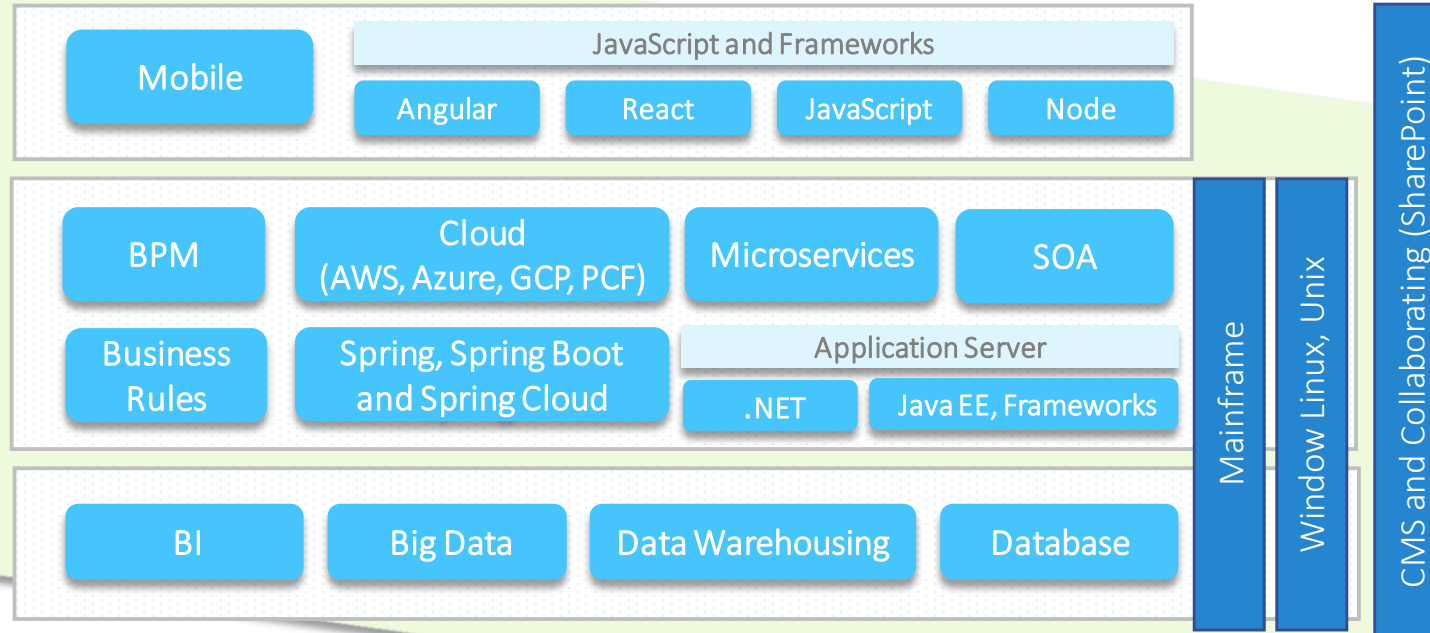 Mobile
JavaScript and Frameworks
Angular
React
JavaScript
Node
BPM
Cloud
(AWS, Azure, GCP, PCF)
Microservices
SOA
Business
Rules
Spring, Spring Boot
and Spring Cloud
Application Server
.NET
Java EE, Frameworks
BI
Big Data
Data Warehousing
Database
Mainframe
Window Linux, Unix
CMS and Collaborating (SharePoint)